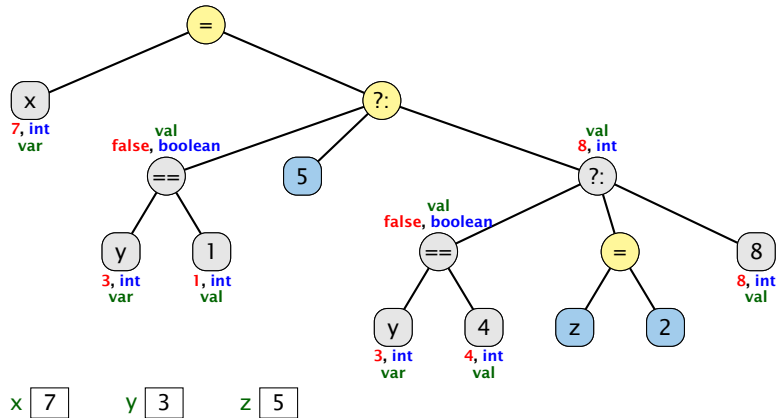 =
x
7, int
var
?:
val
false, boolean
==
5
val
8, int
?:
y
3, int
var
1
1, int
val
val
false, boolean
==
=
8
8, int
val
y
3, int
var
4
4, int
val
z
2
x 7 y 3 z 5